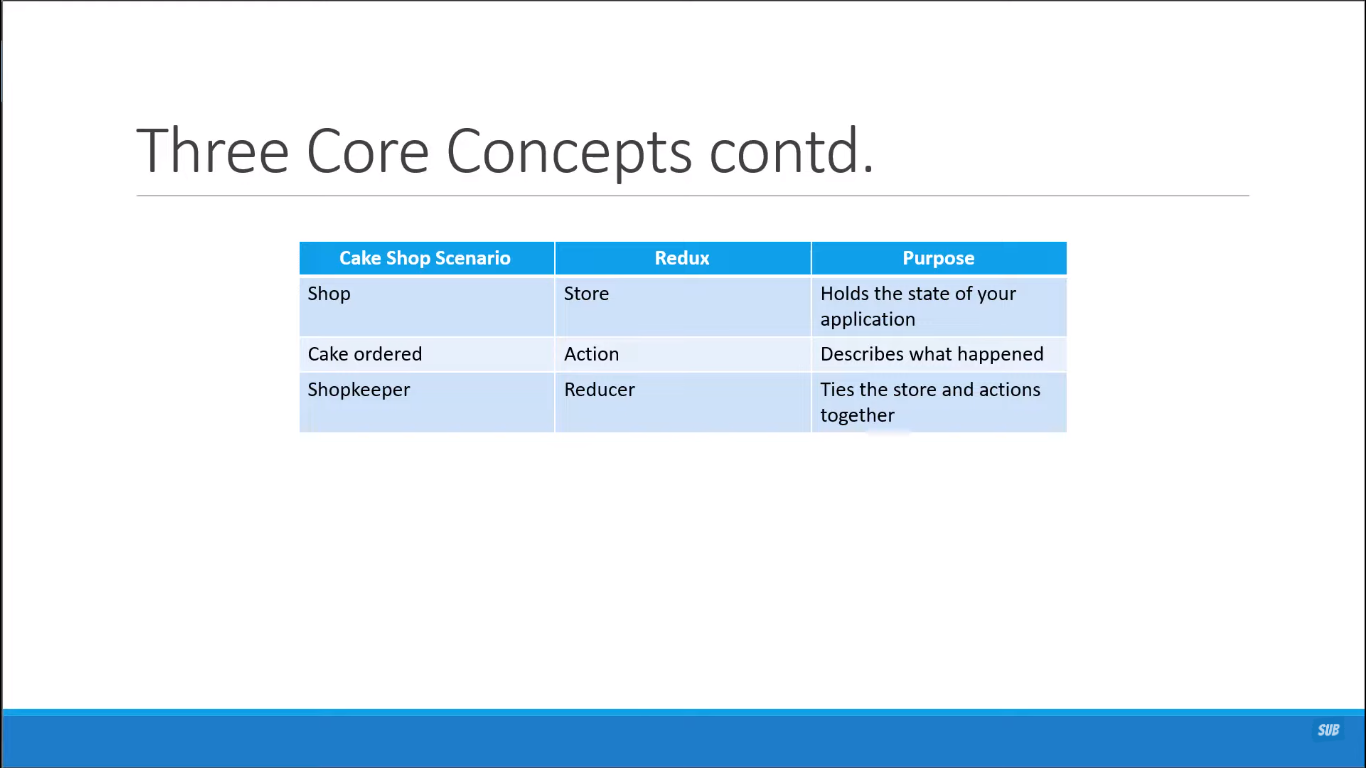 Three Core Concepts contd.
Cake Shop Scenario Redux Purpose
Shop Store Holds the state of your
application
Cake ordered Action Describes what happened
Shopkeeper Reducer Ties the store and actions
together
SUB